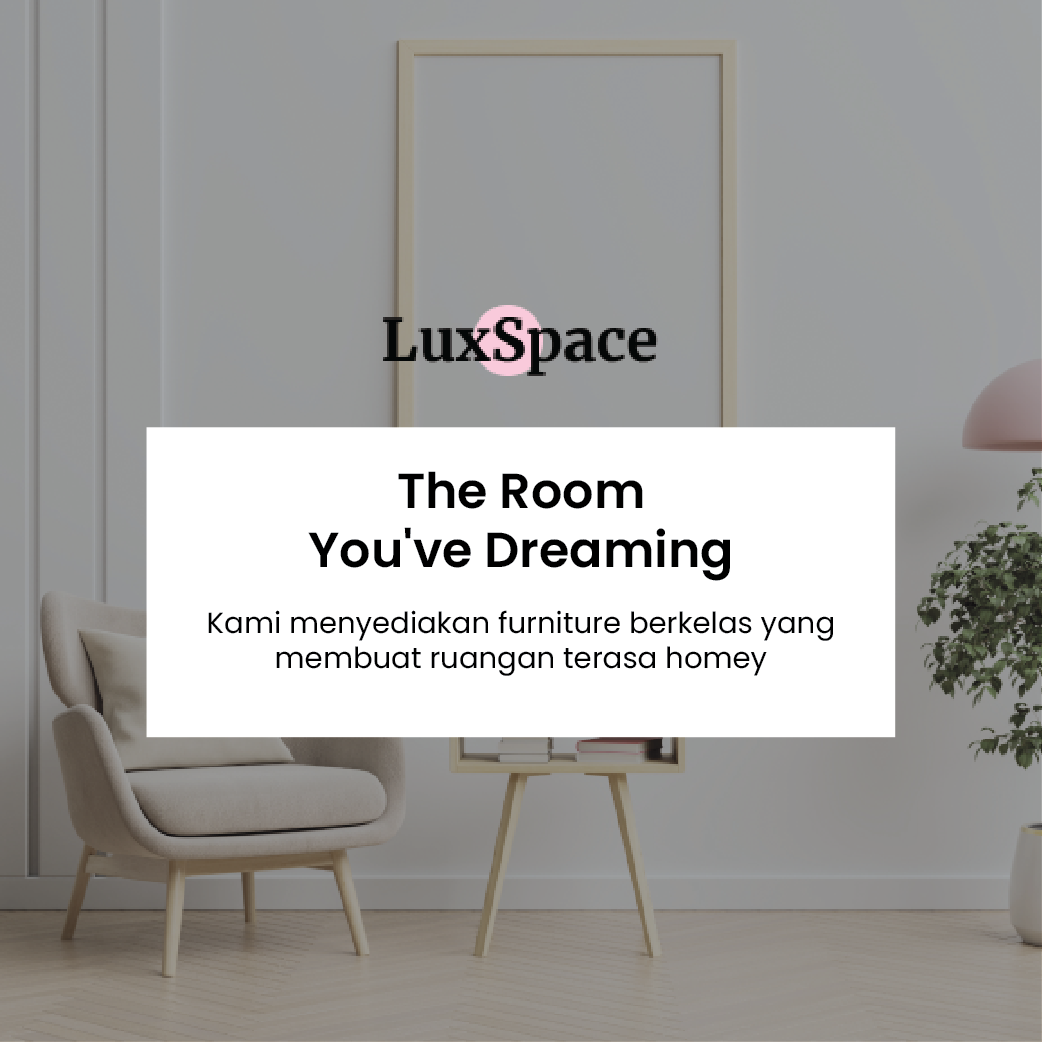 LuxSpace
The Room
You've Dreaming
Kami menyediakan furniture berkelas yang
membuat ruangan terasa homey